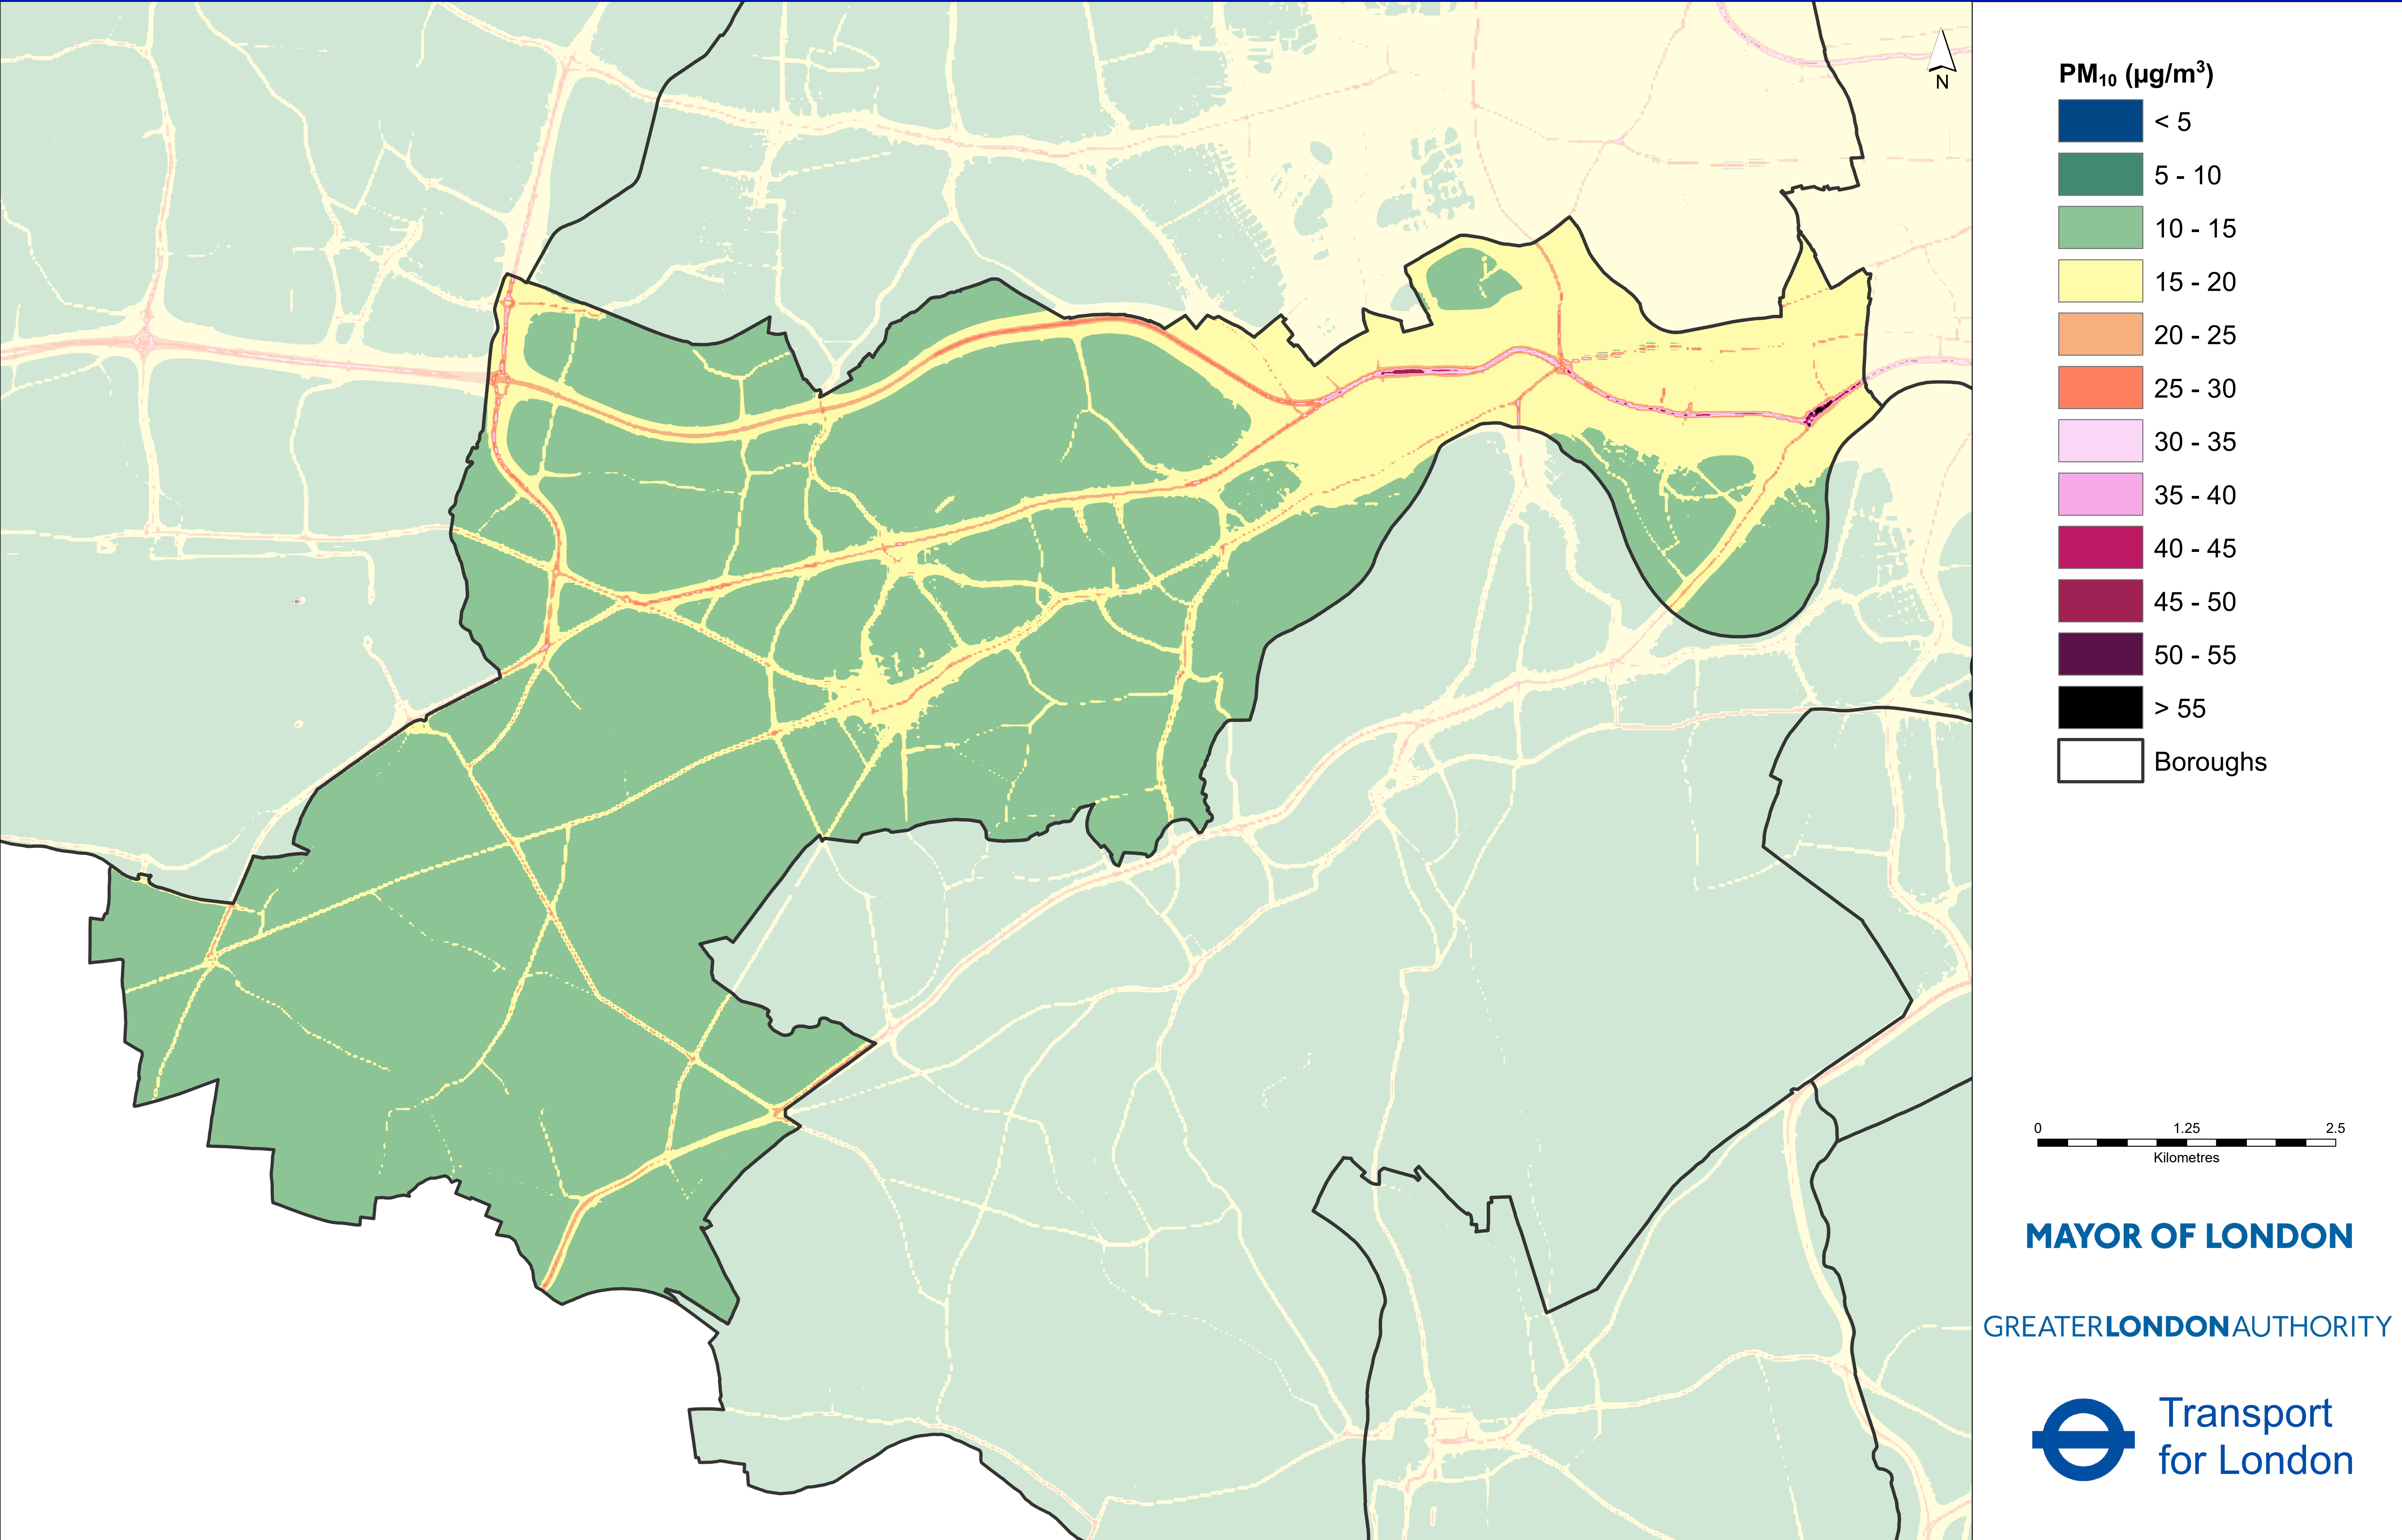 N
PM₁₀ (µg/m³)
< 5
5 - 10
10 - 15
15 - 20
20 - 25
25 - 30
30 - 35
35 - 40
40 - 45
45 - 50
50 - 55
> 55
Boroughs
0 1.25 2.5
Kilometres
MAYOR OF LONDON
GREATERLONDONAUTHORITY
Transport
for London